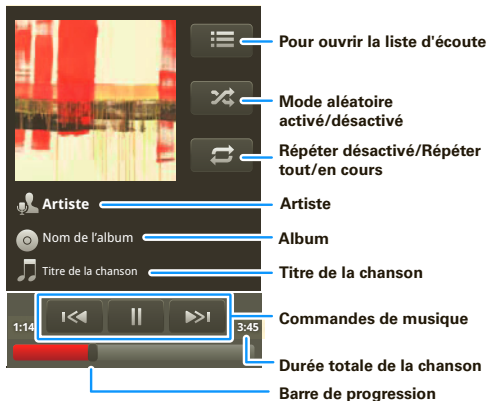 Pour ouvrir la liste d'écoute
Mode aléatoire
activé/désactivé
Répéter désactivé/Répéter
tout/en cours
Artiste
Artiste
Nom de l'album
Album
Titre de la chanson
Titre de la chanson
Commandes de musique
1:14
3:45
Durée totale de la chanson
Barre de progression